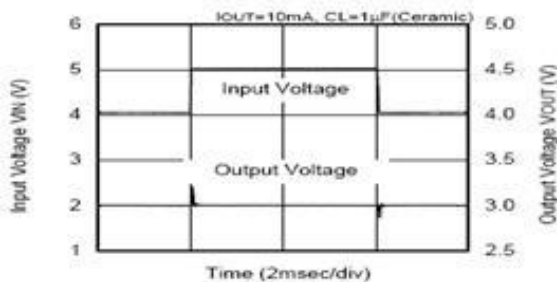 IOUT=10mA, CL=1μF(Ceramic)
6
5
4
3
2
1
Input Voltage VIN (V)
Input Voltage
Output Voltage
5.0
4.5
4.0
3.5
3.0
2.5
Output Voltage VOUT (V)
Time (2msec/div)